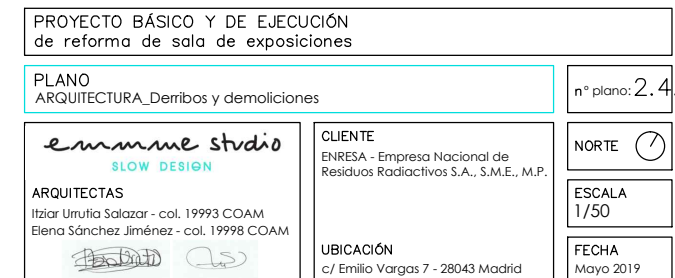 PROYECTO BÁSICO Y DE EJECUCIÓN
de reforma de sala de exposiciones
PLANO
ARQUITECTURA_Derribos y demoliciones
nº plano: 2.4.
emmme studio
SLOW DESIGN
ARQUITECTAS
Itziar Urrutia Salazar - col. 19993 COAM
Elena Sánchez Jiménez - col. 19998 COAM
CLIENTE
ENRESA - Empresa Nacional de
Residuos Radiactivos S.A., S.M.E., M.P.
UBICACIÓN
c/ Emilio Vargas 7 - 28043 Madrid
NORTE
ESCALA
1/50
FECHA
Mayo 2019